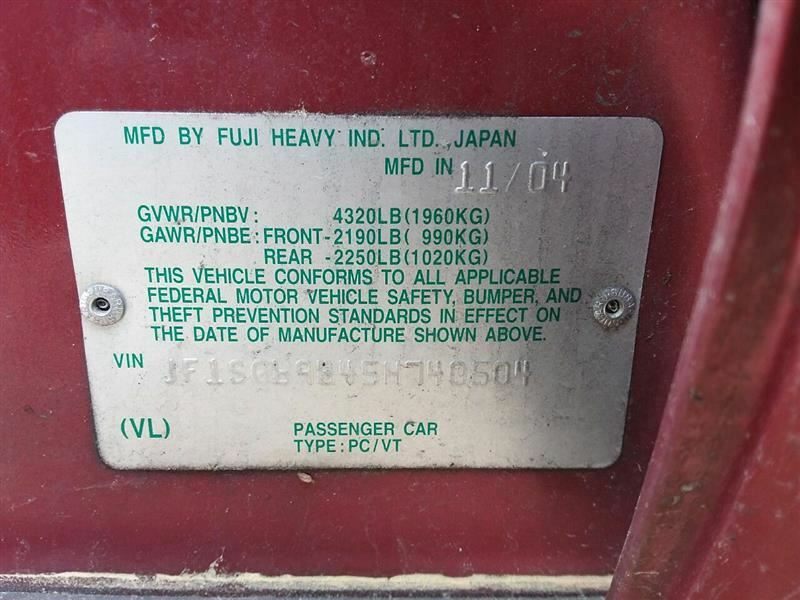 MFD BY FUJI HEAVY IND. LTD., JAPAN
MFD IN 11/04
GVWR/PNBV: 4320LB(1960KG)
GAWR/PNBE: FRONT-2190LB( 990KG)
REAR -2250LB(1020KG)
THIS VEHICLE CONFORMS TO ALL APPLICABLE
FEDERAL MOTOR VEHICLE SAFETY, BUMPER, AND
THEFT PREVENTION STANDARDS IN EFFECT ON
THE DATE OF MANUFACTURE SHOWN ABOVE.
VIN JF1SG69645H740504
(VL) PASSENGER CAR
TYPE: PC/VT